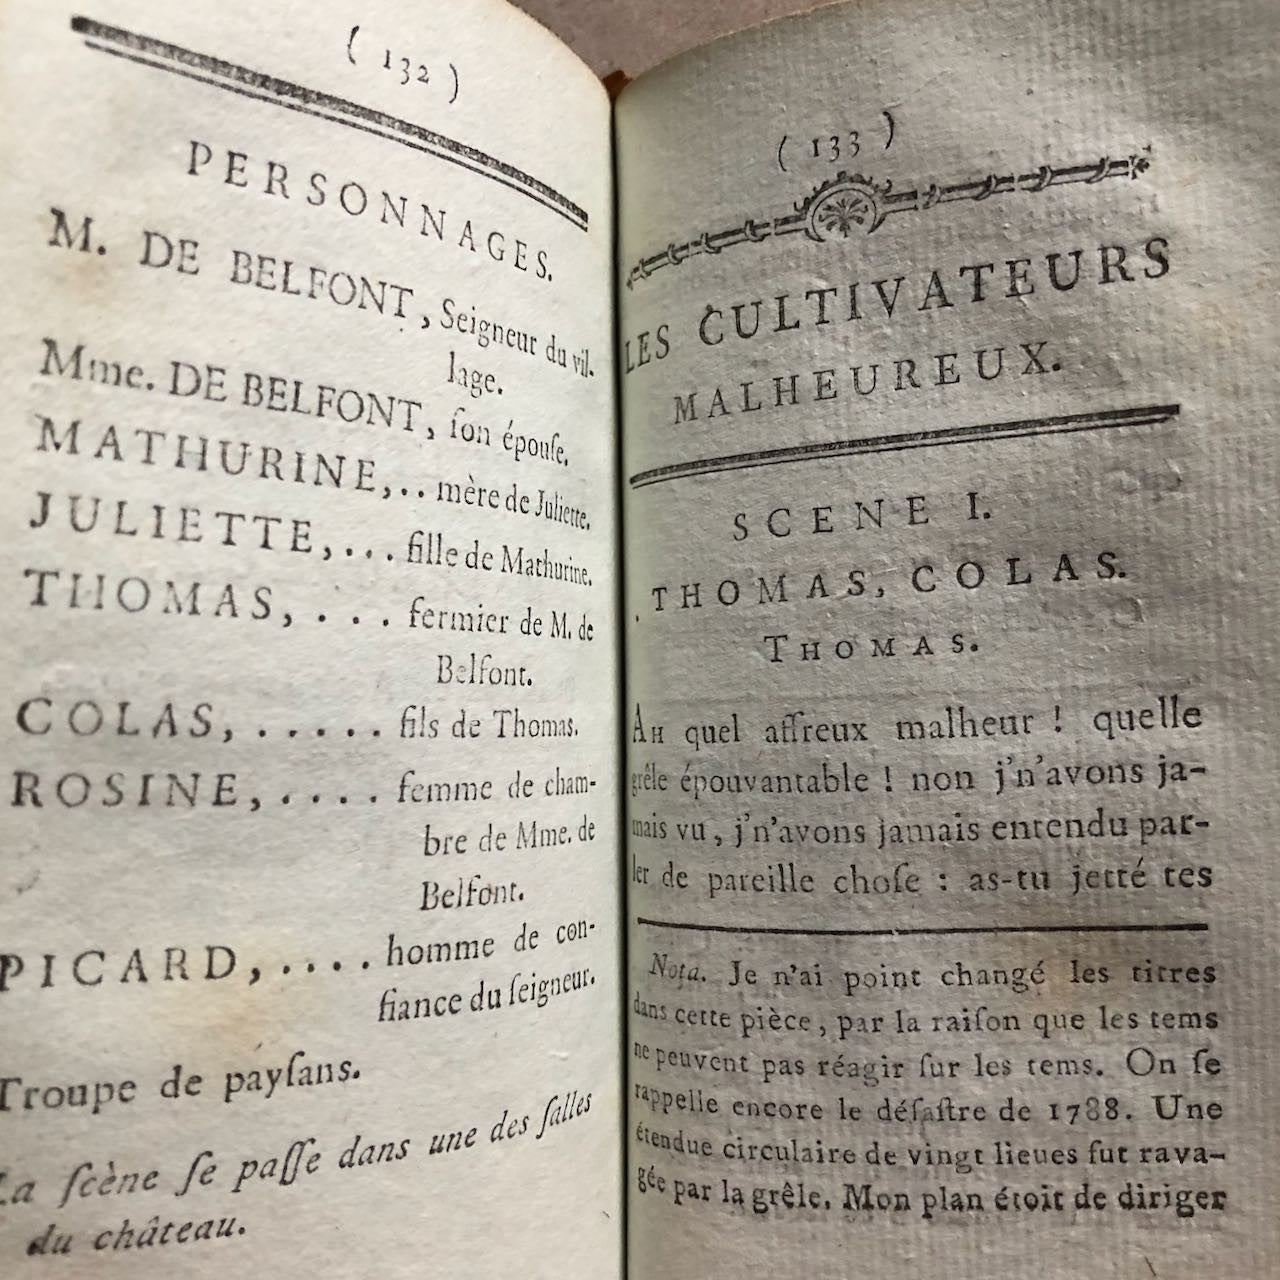 ( 132 )
PERSONNAGES.
M. DE BELFONT, Seigneur du vil-
lage.
Mme. DE BELFONT, ſon épouſe.
MATHURINE,.. mère de Juliette.
JULIETTE,... fille de Mathurine.
THOMAS, ... fermier de M. de
Belfont.
COLAS, ...... fils de Thomas.
ROSINE,.... femme de cham-
bre de Mme. de
Belfont.
PICARD,.... homme de con-
fiance du ſeigneur.
Troupe de payſans.
La ſcène ſe paſſe dans une des ſalles
du château.
( 133 )
LES CULTIVATEURS
MALHEUREUX.
SCENE I.
THOMAS, COLAS.
THOMAS.
AH quel affreux malheur ! quelle
grêle épouvantable ! non j'n'avons ja-
mais vu, j'n'avons jamais entendu par-
ler de pareille choſe : as-tu jetté tes
Nota. Je n'ai point changé les titres
dans cette pièce, par la raiſon que les tems
ne peuvent pas réagir ſur les tems. On ſe
rappelle encore le déſaſtre de 1788. Une
étendue circulaire de vingt lieues fut rava-
gée par la grêle. Mon plan étoit de diriger